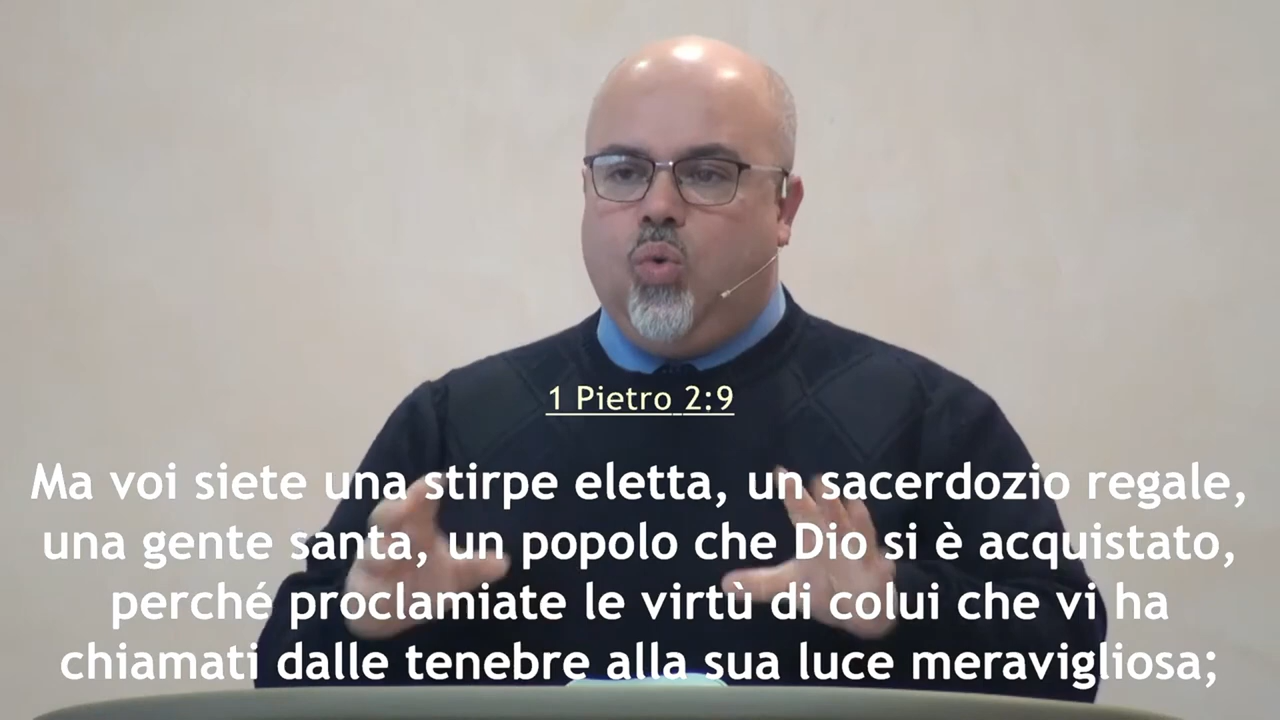 1 Pietro 2:9
Ma voi siete una stirpe eletta, un sacerdozio regale,
una gente santa, un popolo che Dio si è acquistato,
perché proclamiate le virtù di colui che vi ha
chiamati dalle tenebre alla sua luce meravigliosa;